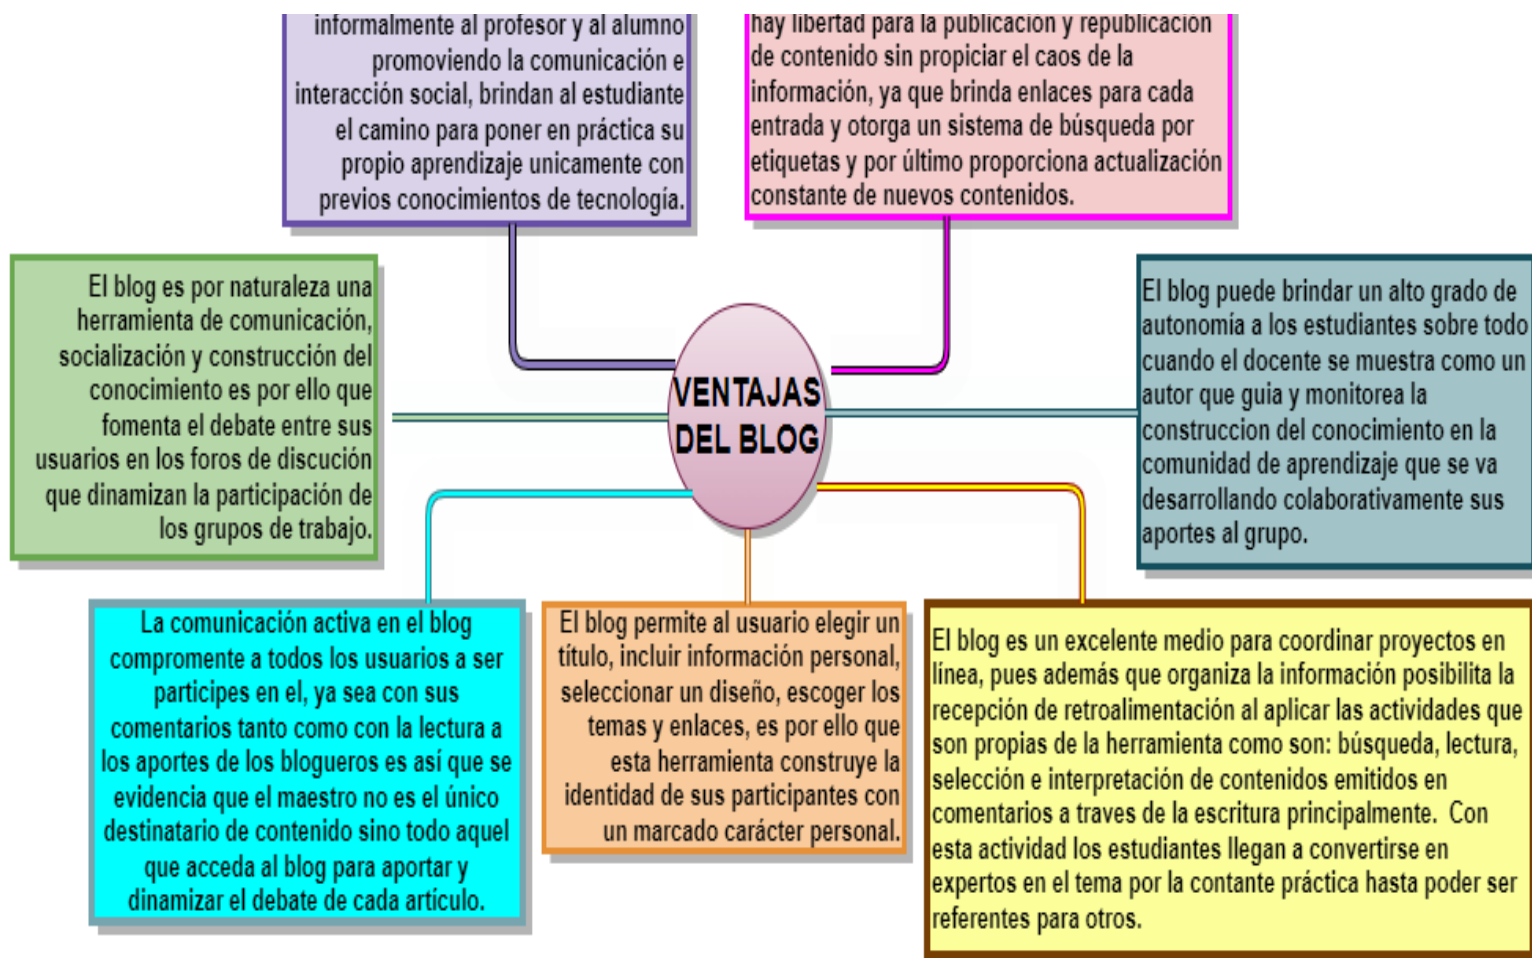 informalmente al profesor y al alumno
promoviendo la comunicación e
interacción social, brindan al estudiante
el camino para poner en práctica su
propio aprendizaje unicamente con
previos conocimientos de tecnología.
hay libertad para la publicación y republicación
de contenido sin propiciar el caos de la
información, ya que brinda enlaces para cada
entrada y otorga un sistema de búsqueda por
etiquetas y por último proporciona actualización
constante de nuevos contenidos.
El blog es por naturaleza una
herramienta de comunicación,
socialización y construcción del
conocimiento es por ello que
fomenta el debate entre sus
usuarios en los foros de discución
que dinamizan la participación de
los grupos de trabajo.
VENTAJAS
DEL BLOG
El blog puede brindar un alto grado de
autonomía a los estudiantes sobre todo
cuando el docente se muestra como un
autor que guia y monitorea la
construccion del conocimiento en la
comunidad de aprendizaje que se va
desarrollando colaborativamente sus
aportes al grupo.
La comunicación activa en el blog
compromente a todos los usuarios a ser
participes en el, ya sea con sus
comentarios tanto como con la lectura a
los aportes de los blogueros es así que se
evidencia que el maestro no es el único
destinatario de contenido sino todo aquel
que acceda al blog para aportar y
dinamizar el debate de cada artículo.
El blog permite al usuario elegir un
título, incluir información personal,
seleccionar un diseño, escoger los
temas y enlaces, es por ello que
esta herramienta construye la
identidad de sus participantes con
un marcado carácter personal.
El blog es un excelente medio para coordinar proyectos en
línea, pues además que organiza la información posibilita la
recepción de retroalimentación al aplicar las actividades que
son propias de la herramienta como son: búsqueda, lectura,
selección e interpretación de contenidos emitidos en
comentarios a traves de la escritura principalmente.  Con
esta actividad los estudiantes llegan a convertirse en
expertos en el tema por la contante práctica hasta poder ser
referentes para otros.